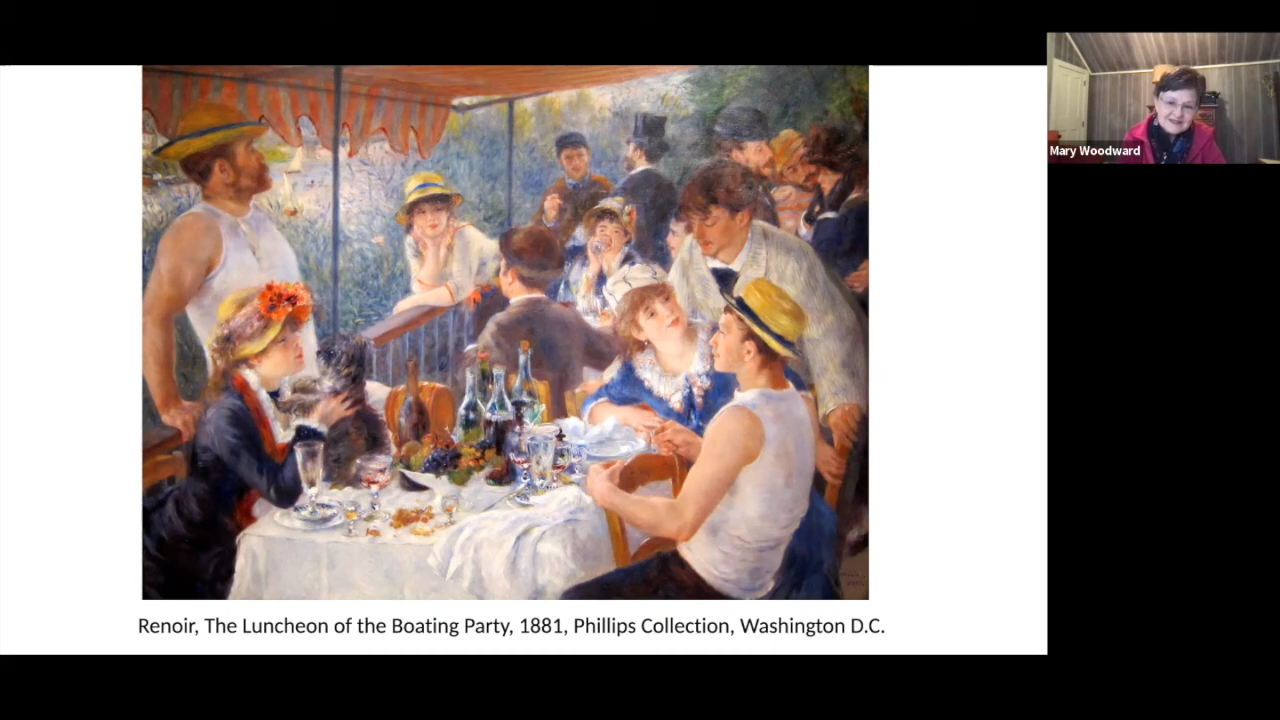 Mary Woodward
Renoir, The Luncheon of the Boating Party, 1881, Phillips Collection, Washington D.C.